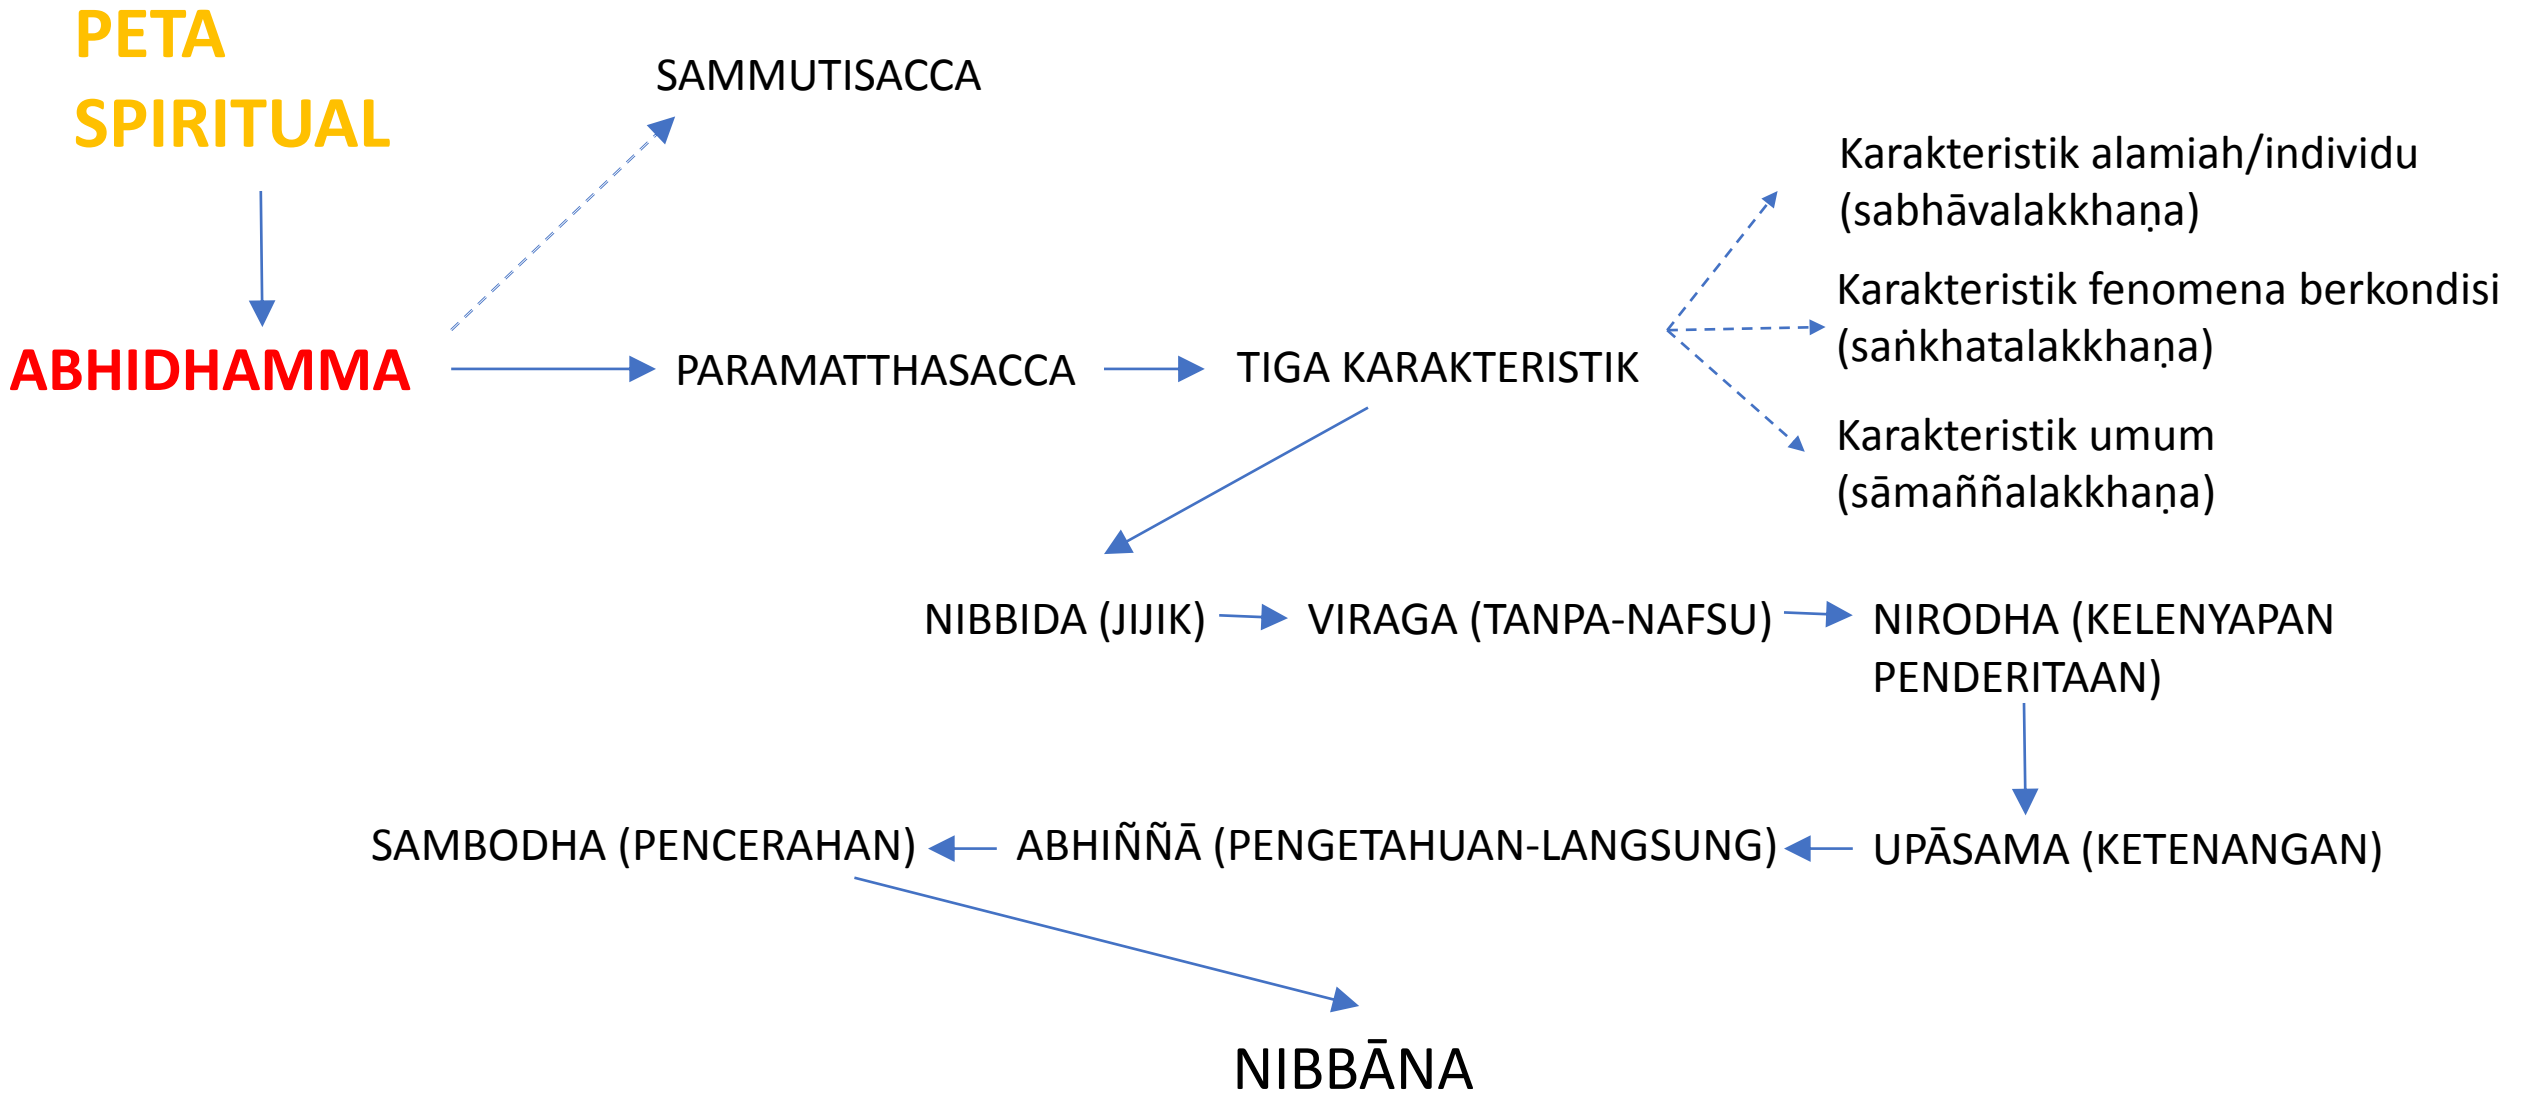 PETA
SPIRITUAL
SAMMUTISACCA
Karakteristik alamiah/individu
(sabhāvalakkhaṇa)
Karakteristik fenomena berkondisi
(saṅkhatalakkhaṇa)
ABHIDHAMMA
PARAMATTHASACCA
TIGA KARAKTERISTIK
Karakteristik umum
(sāmaññalakkhaṇa)
NIBBIDA (JIJIK)
VIRAGA (TANPA-NAFSU)
NIRODHA (KELENYAPAN
PENDERITAAN)
SAMBODHA (PENCERAHAN)
ABHIÑÑĀ (PENGETAHUAN-LANGSUNG)
UPĀSAMA (KETENANGAN)
NIBBĀNA